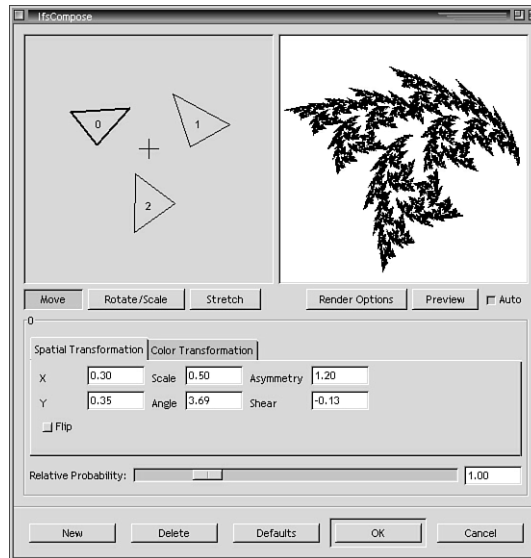 IfsCompose
0
1
2
Move Rotate/Scale Stretch Render Options Preview Auto
0
Spatial Transformation Color Transformation
X 0.30 Scale 0.50 Asymmetry 1.20
Y 0.35 Angle 3.69 Shear -0.13
Flip
Relative Probability: 1.00
New Delete Defaults OK Cancel